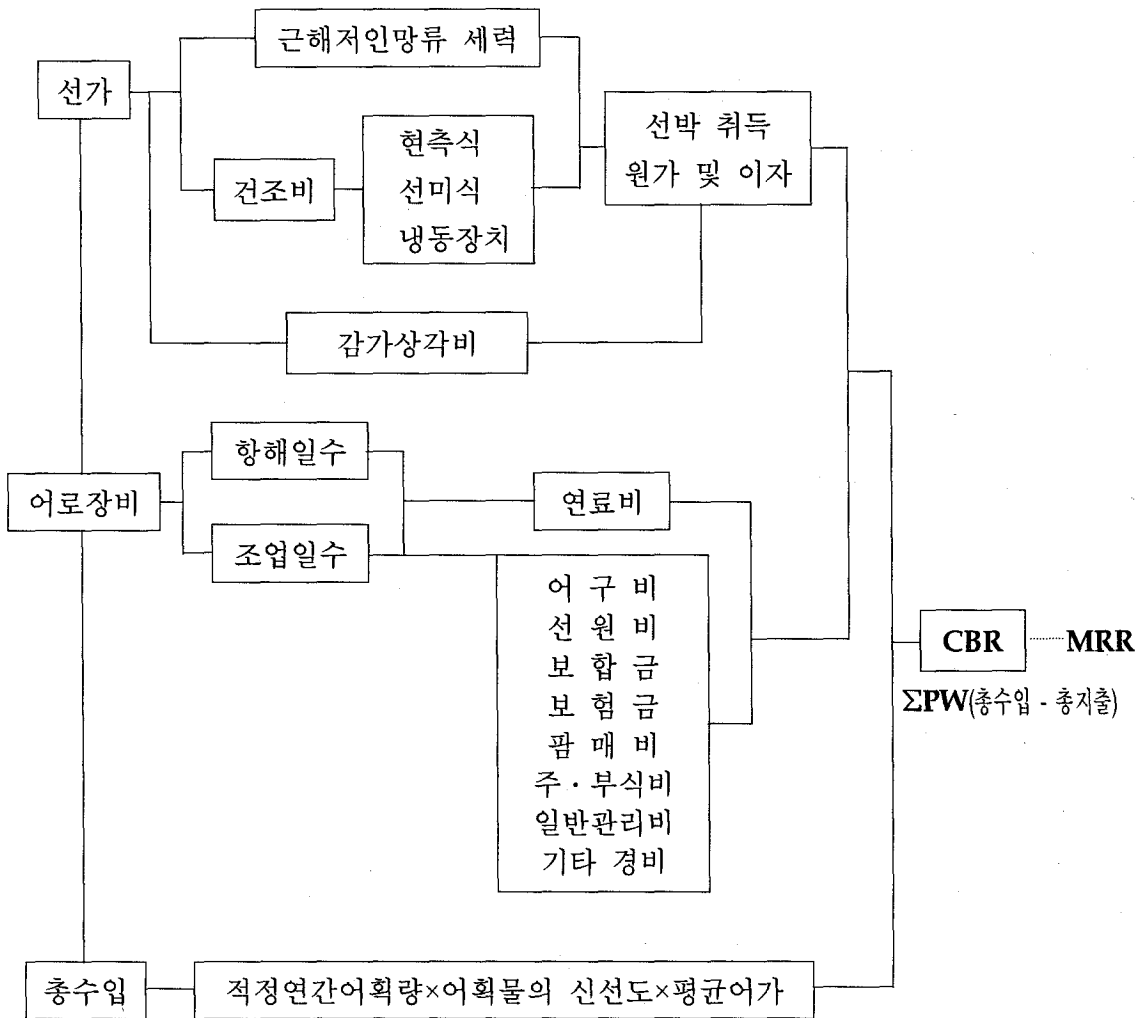 근해저인망류 세력
선가
현측식
선미식
냉동장치
건조비
선박 취득
원가 및 이자
감가상각비
항해일수
어로장비
조업일수
연료비
어 구 비
선 원 비
보 합 금
보 험 금
팜 매 비
주 · 부식비
일반관리비
기타 경비
CBR
MRR
ΣPW(총수입 - 총지출)
총수입
적정연간어획량×어획물의 신선도×평균어가